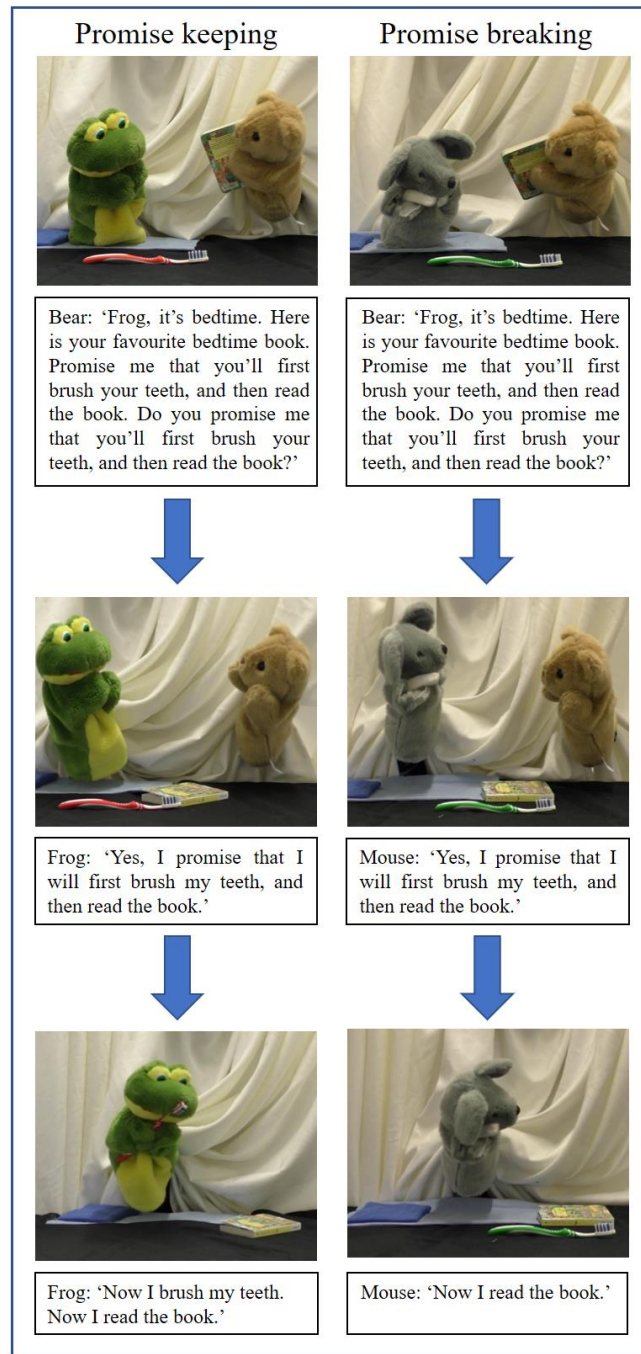 Promise keeping
Promise breaking
Bear: ‘Frog, it’s bedtime. Here
is your favourite bedtime book.
Promise me that you’ll first
brush your teeth, and then read
the book. Do you promise me
that you’ll first brush your
teeth, and then read the book?’
Bear: ‘Frog, it’s bedtime. Here
is your favourite bedtime book.
Promise me that you’ll first
brush your teeth, and then read
the book. Do you promise me
that you’ll first brush your
teeth, and then read the book?’
Frog: ‘Yes, I promise that I
will first brush my teeth, and
then read the book.’
Mouse: ‘Yes, I promise that I
will first brush my teeth, and
then read the book.’
Frog: ‘Now I brush my teeth.
Now I read the book.’
Mouse: ‘Now I read the book.’